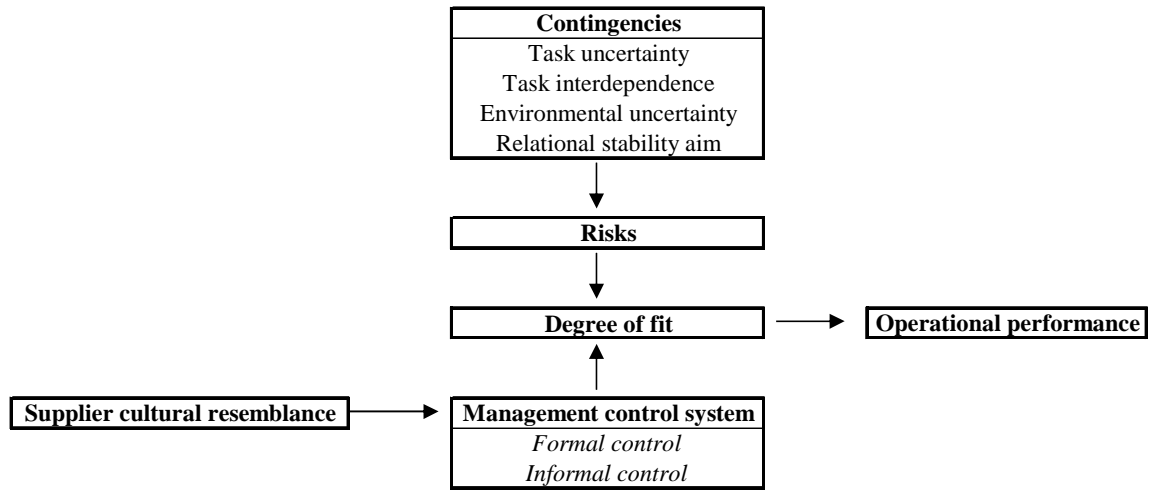 Contingencies
Task uncertainty
Task interdependence
Environmental uncertainty
Relational stability aim
Risks
Degree of fit
Operational performance
Supplier cultural resemblance
Management control system
Formal control
Informal control